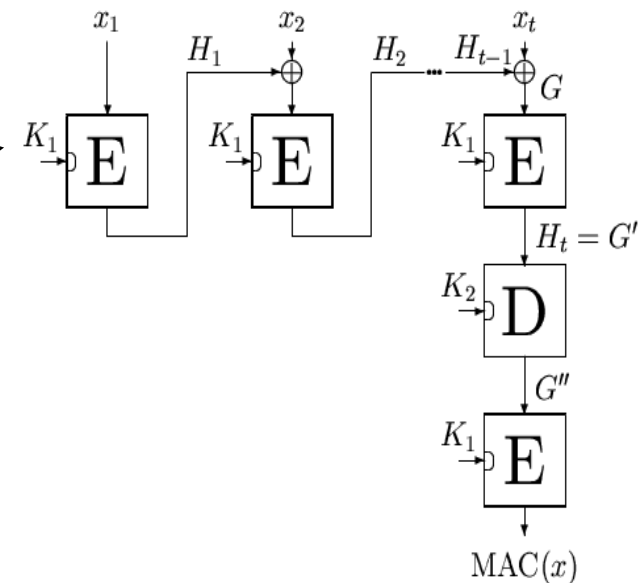 x₁ x₂ xₜ
H₁ H₂ ... Hₜ₋₁
G
K₁ E K₁ E K₁ E
Hₜ = G′
K₂ D
G″
K₁ E
MAC(x)